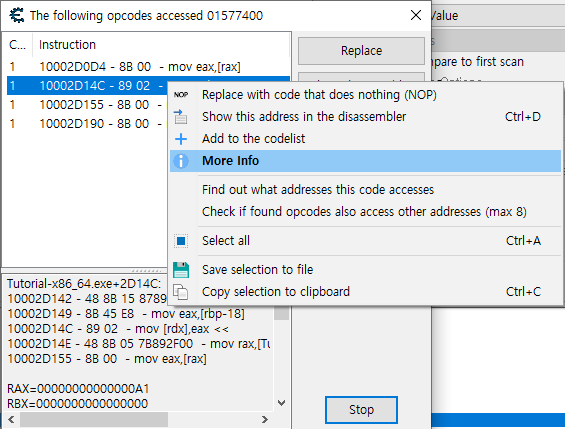 The following opcodes accessed 01577400
Value
C...
Instruction
1 10002D0D4 - 8B 00 - mov eax,[rax]
1 10002D14C - 89 02 - mov [rdx],eax
1 10002D155 - 8B 00 -
1 10002D190 - 8B 00 -
Replace
pare to first scan
Options
NOP Replace with code that does nothing (NOP)
Show this address in the disassembler Ctrl+D
Add to the codelist
More Info
Find out what addresses this code accesses
Check if found opcodes also access other addresses (max 8)
Select all Ctrl+A
Save selection to file
Copy selection to clipboard Ctrl+C
Tutorial-x86_64.exe+2D14C:
10002D142 - 48 8B 15 8789
10002D149 - 8B 45 E8 - mov eax,[rbp-18]
10002D14C - 89 02 - mov [rdx],eax <<
10002D14E - 48 8B 05 7B892F00 - mov rax,[Tu
10002D155 - 8B 00 - mov eax,[rax]
RAX=00000000000000A1
RBX=0000000000000000
Stop